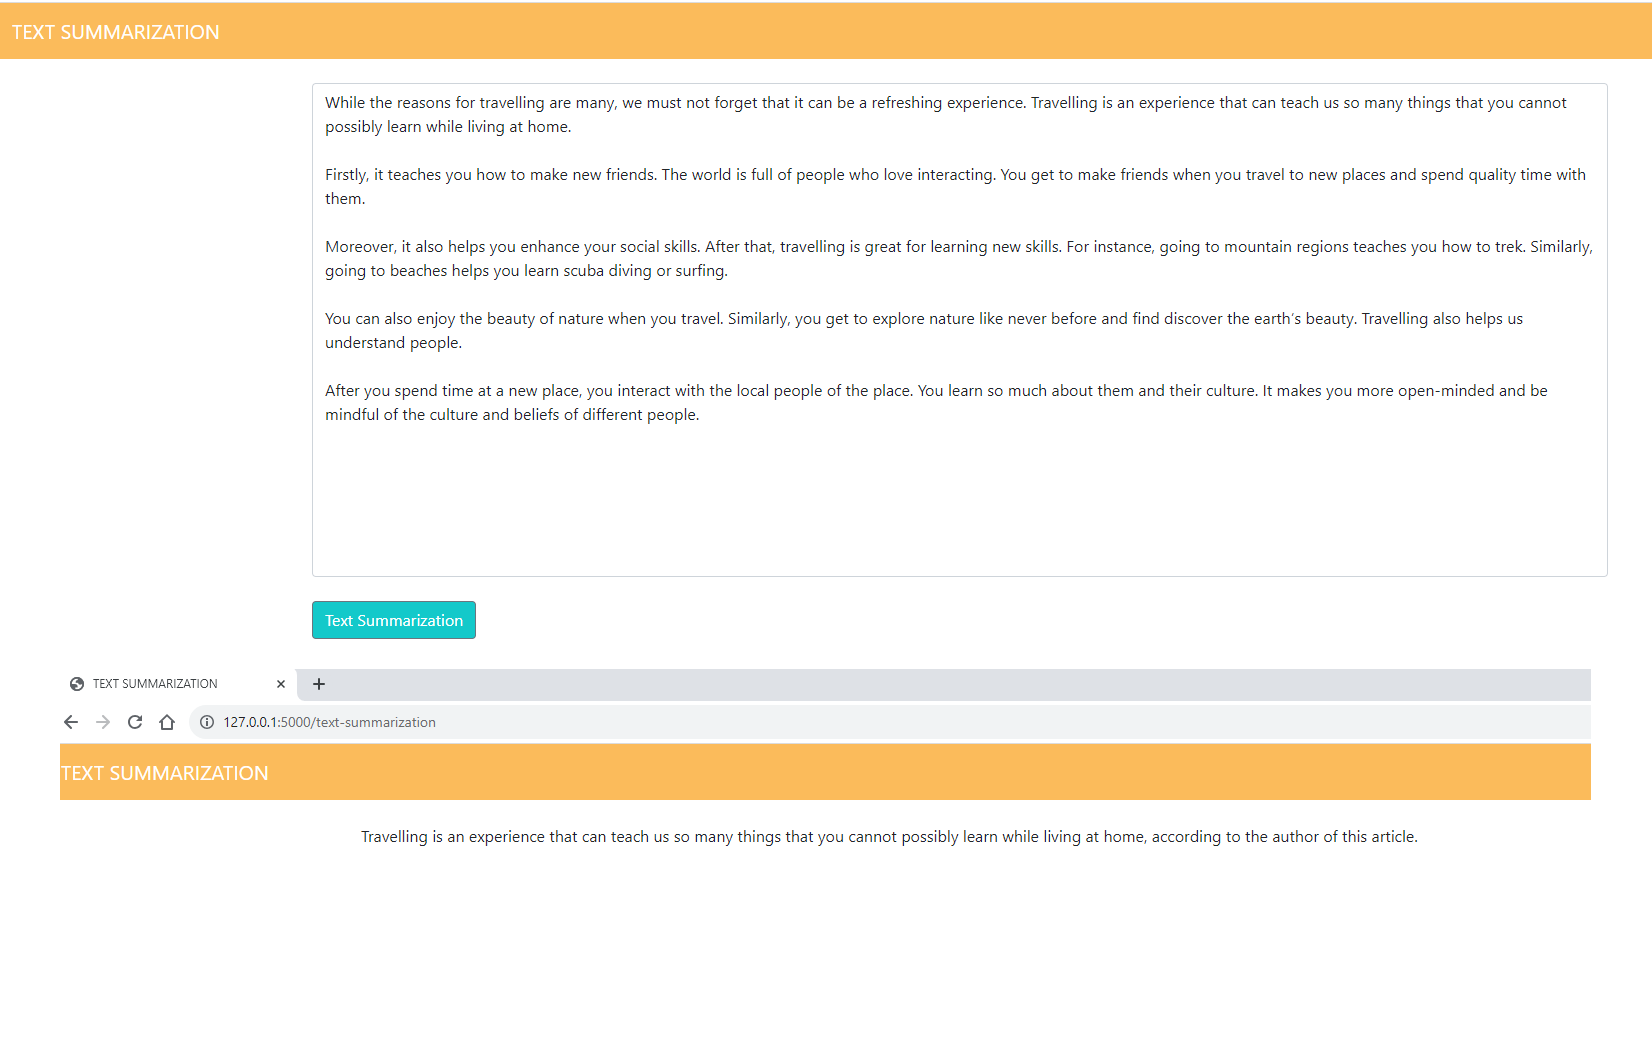 TEXT SUMMARIZATION
While the reasons for travelling are many, we must not forget that it can be a refreshing experience. Travelling is an experience that can teach us so many things that you cannot
possibly learn while living at home.
Firstly, it teaches you how to make new friends. The world is full of people who love interacting. You get to make friends when you travel to new places and spend quality time with
them.
Moreover, it also helps you enhance your social skills. After that, travelling is great for learning new skills. For instance, going to mountain regions teaches you how to trek. Similarly,
going to beaches helps you learn scuba diving or surfing.
You can also enjoy the beauty of nature when you travel. Similarly, you get to explore nature like never before and find discover the earth's beauty. Travelling also helps us
understand people.
After you spend time at a new place, you interact with the local people of the place. You learn so much about them and their culture. It makes you more open-minded and be
mindful of the culture and beliefs of different people.
Text Summarization
TEXT SUMMARIZATION
127.0.0.1:5000/text-summarization
TEXT SUMMARIZATION
Travelling is an experience that can teach us so many things that you cannot possibly learn while living at home, according to the author of this article.